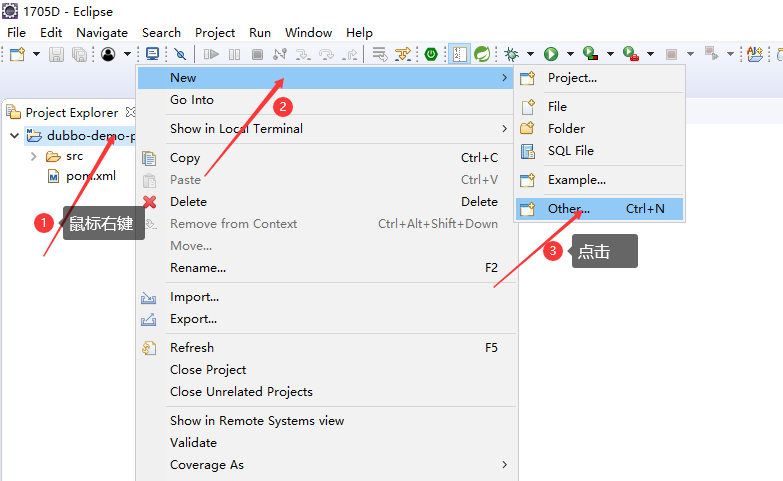 1705D - Eclipse
File Edit Navigate Search Project Run Window Help
Project Explorer
dubbo-demo-p
src
pom.xml
1 鼠标右键
New
2
Go Into
Show in Local Terminal
Copy Ctrl+C
Paste Ctrl+V
Delete Delete
Remove from Context Ctrl+Alt+Shift+Down
Move...
Rename... F2
Import...
Export...
Refresh F5
Close Project
Close Unrelated Projects
Show in Remote Systems view
Validate
Coverage As
Project...
File
Folder
SQL File
Example...
Other... Ctrl+N
3 点击